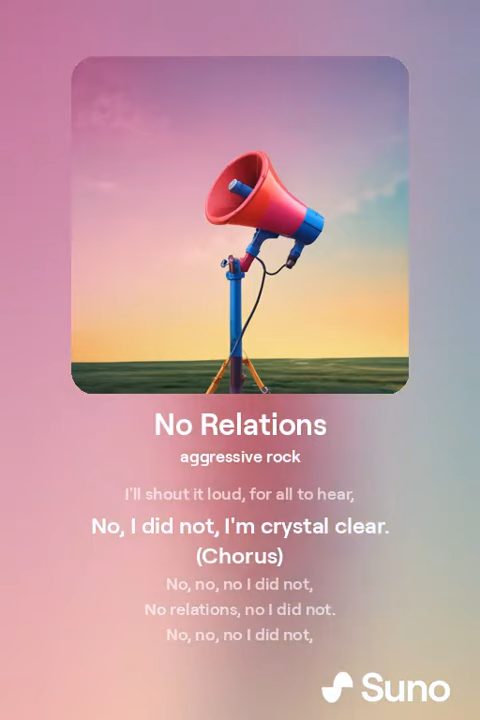 No Relations
aggressive rock
I'll shout it loud, for all to hear,
No, I did not, I'm crystal clear.
(Chorus)
No, no, no I did not,
No relations, no I did not.
No, no, no I did not,
Suno